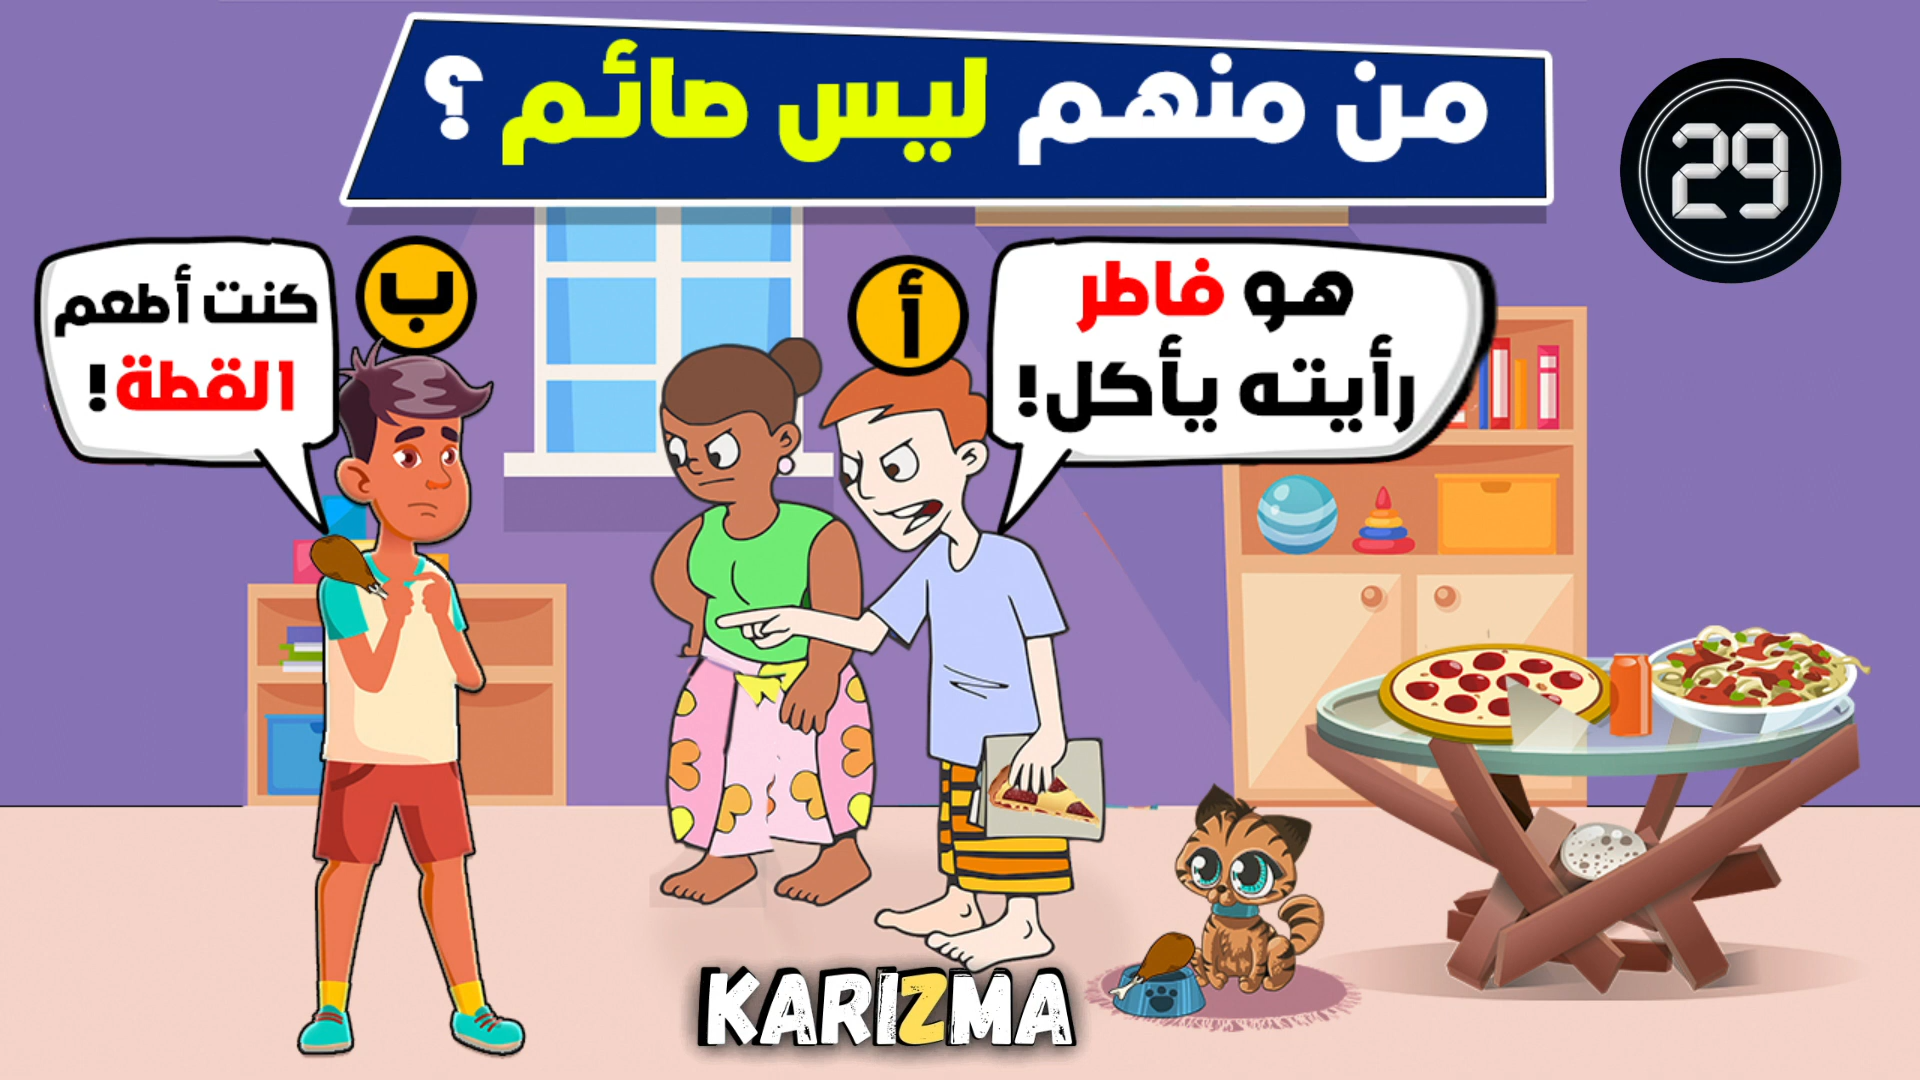 من منهم ليس صائم ؟
29
هو فاطر
رأيته يأكل!
أ
ب
كنت أطعم
القطة!
KARIZMA